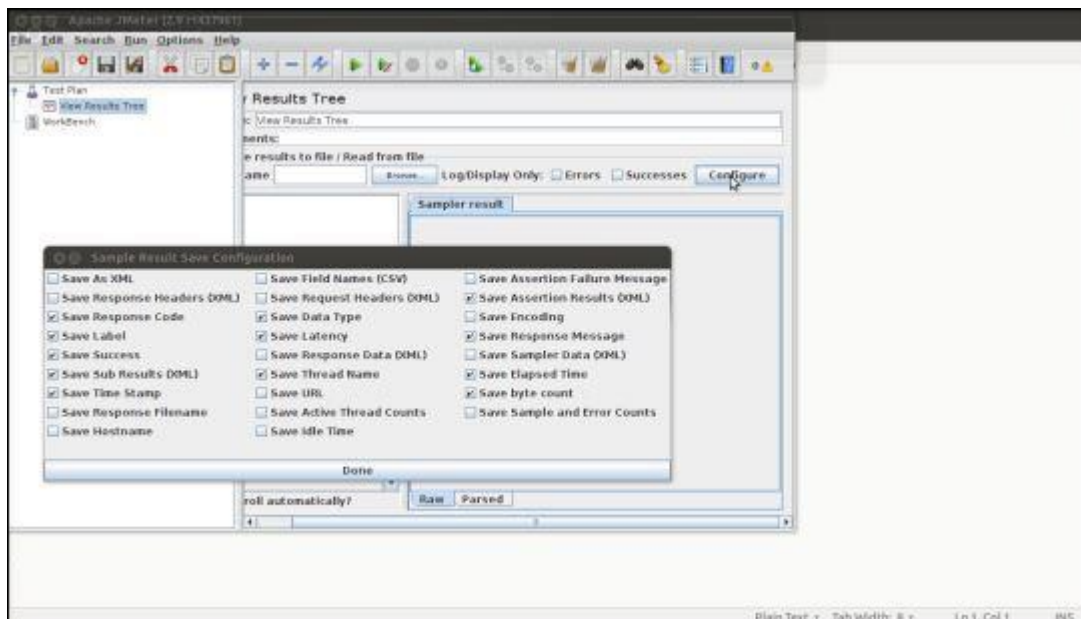 Apache JMeter (2.9 r1437961)
File Edit Search Run Options Help
Test Plan
View Results Tree
WorkBench
Results Tree
View Results Tree
ments:
e results to file / Read from file
ame Browse... Log/Display Only: Errors Successes Configure
Sampler result
Sample Result Save Configuration
Save As XML Save Field Names (CSV) Save Assertion Failure Message
Save Response Headers (XML) Save Request Headers (XML) Save Assertion Results (XML)
Save Response Code Save Data Type Save Encoding
Save Label Save Latency Save Response Message
Save Success Save Response Data (XML) Save Sampler Data (XML)
Save Sub Results (XML) Save Thread Name Save Elapsed Time
Save Time Stamp Save URL Save byte count
Save Response Filename Save Active Thread Counts Save Sample and Error Counts
Save Hostname Save Idle Time
Done
roll automatically? Raw Parsed
Plain Text Tab Width: 8 Ln 1, Col 1 INS